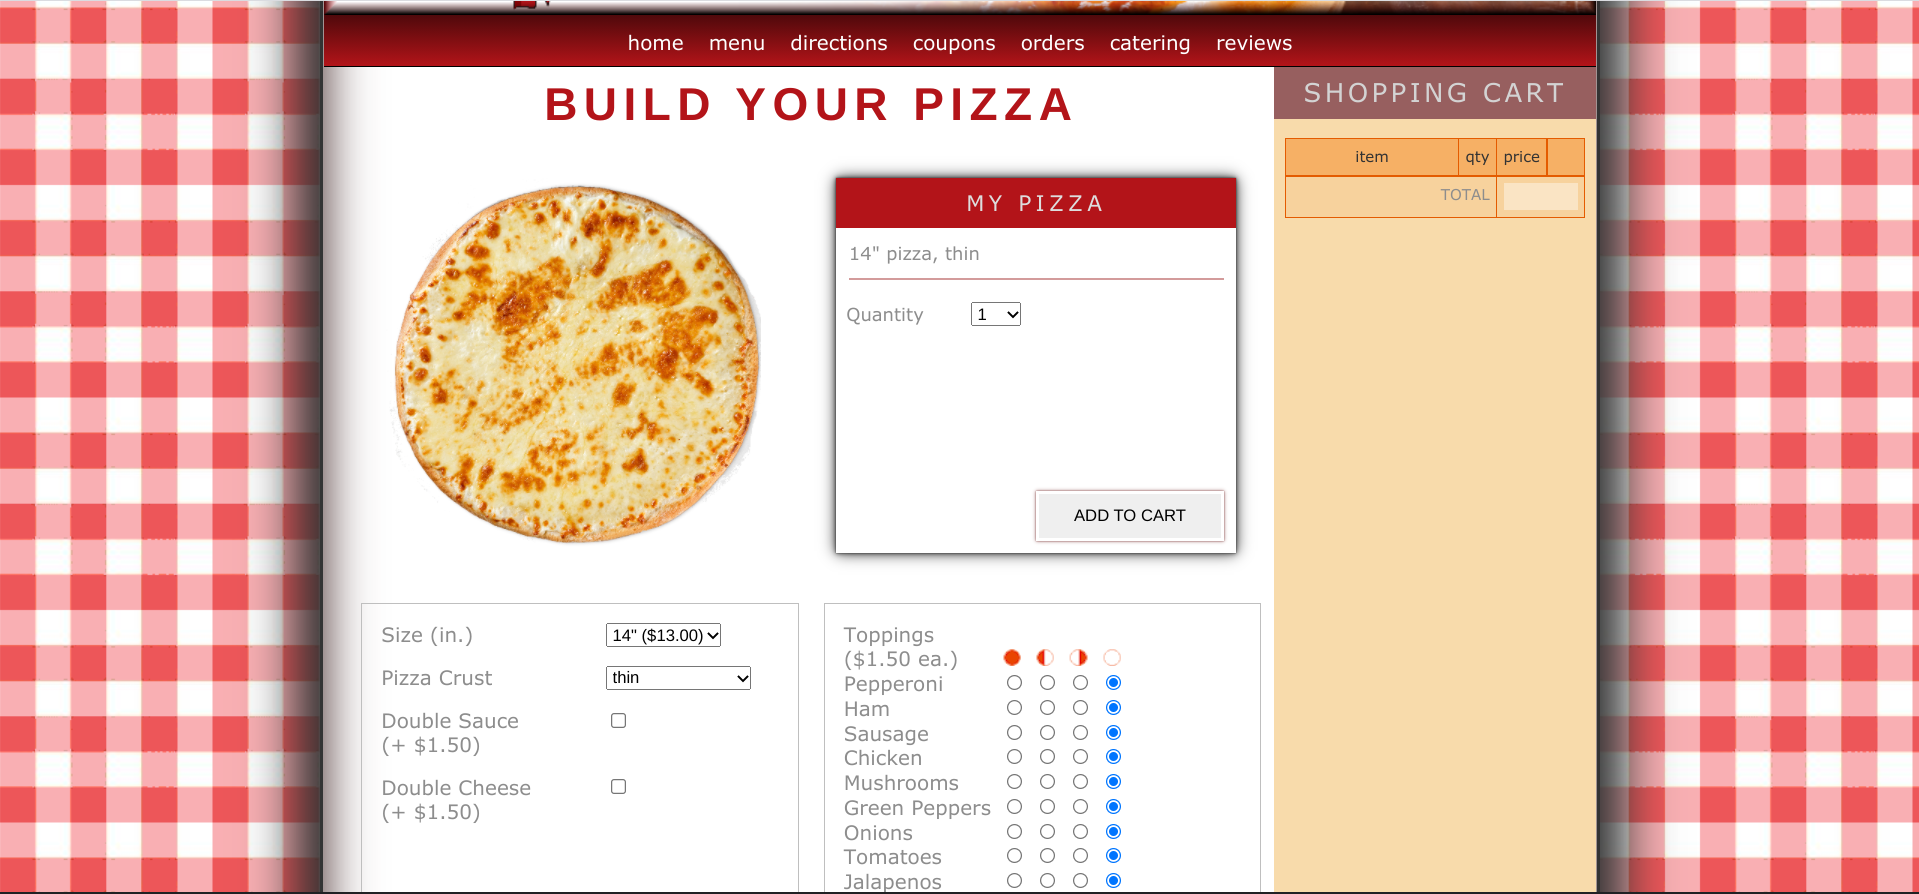 home menu directions coupons orders catering reviews
BUILD YOUR PIZZA
MY PIZZA
14" pizza, thin
Quantity 1
ADD TO CART
Size (in.) 14" ($13.00)
Pizza Crust thin
Double Sauce
(+ $1.50)
Double Cheese
(+ $1.50)
Toppings
($1.50 ea.)
Pepperoni
Ham
Sausage
Chicken
Mushrooms
Green Peppers
Onions
Tomatoes
Jalapenos
SHOPPING CART
item qty price
TOTAL